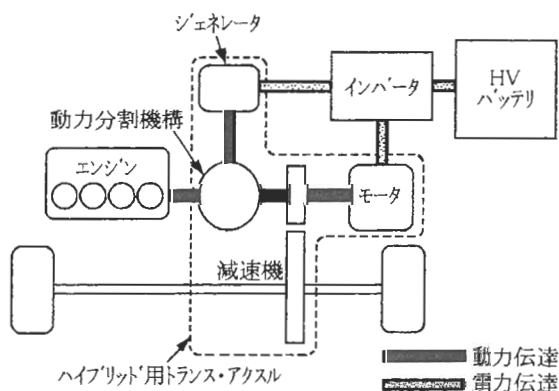 ジェネレータ
インバータ
HV
バッテリ
動力分割機構
エンジン
モータ
減速機
動力伝達
電力伝達
ハイブリッド用トランス・アクスル